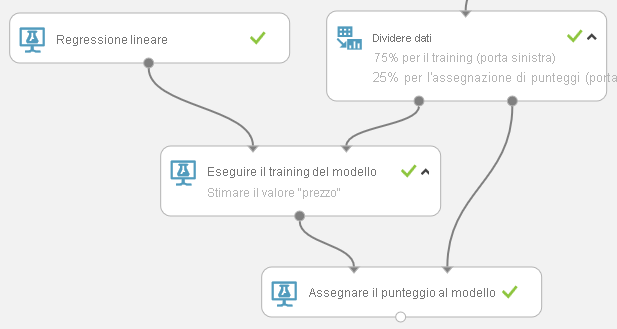 Regressione lineare
Dividere dati
75% per il training (porta sinistra)
25% per l'assegnazione di punteggi (porta
Eseguire il training del modello
Stimare il valore "prezzo"
Assegnare il punteggio al modello